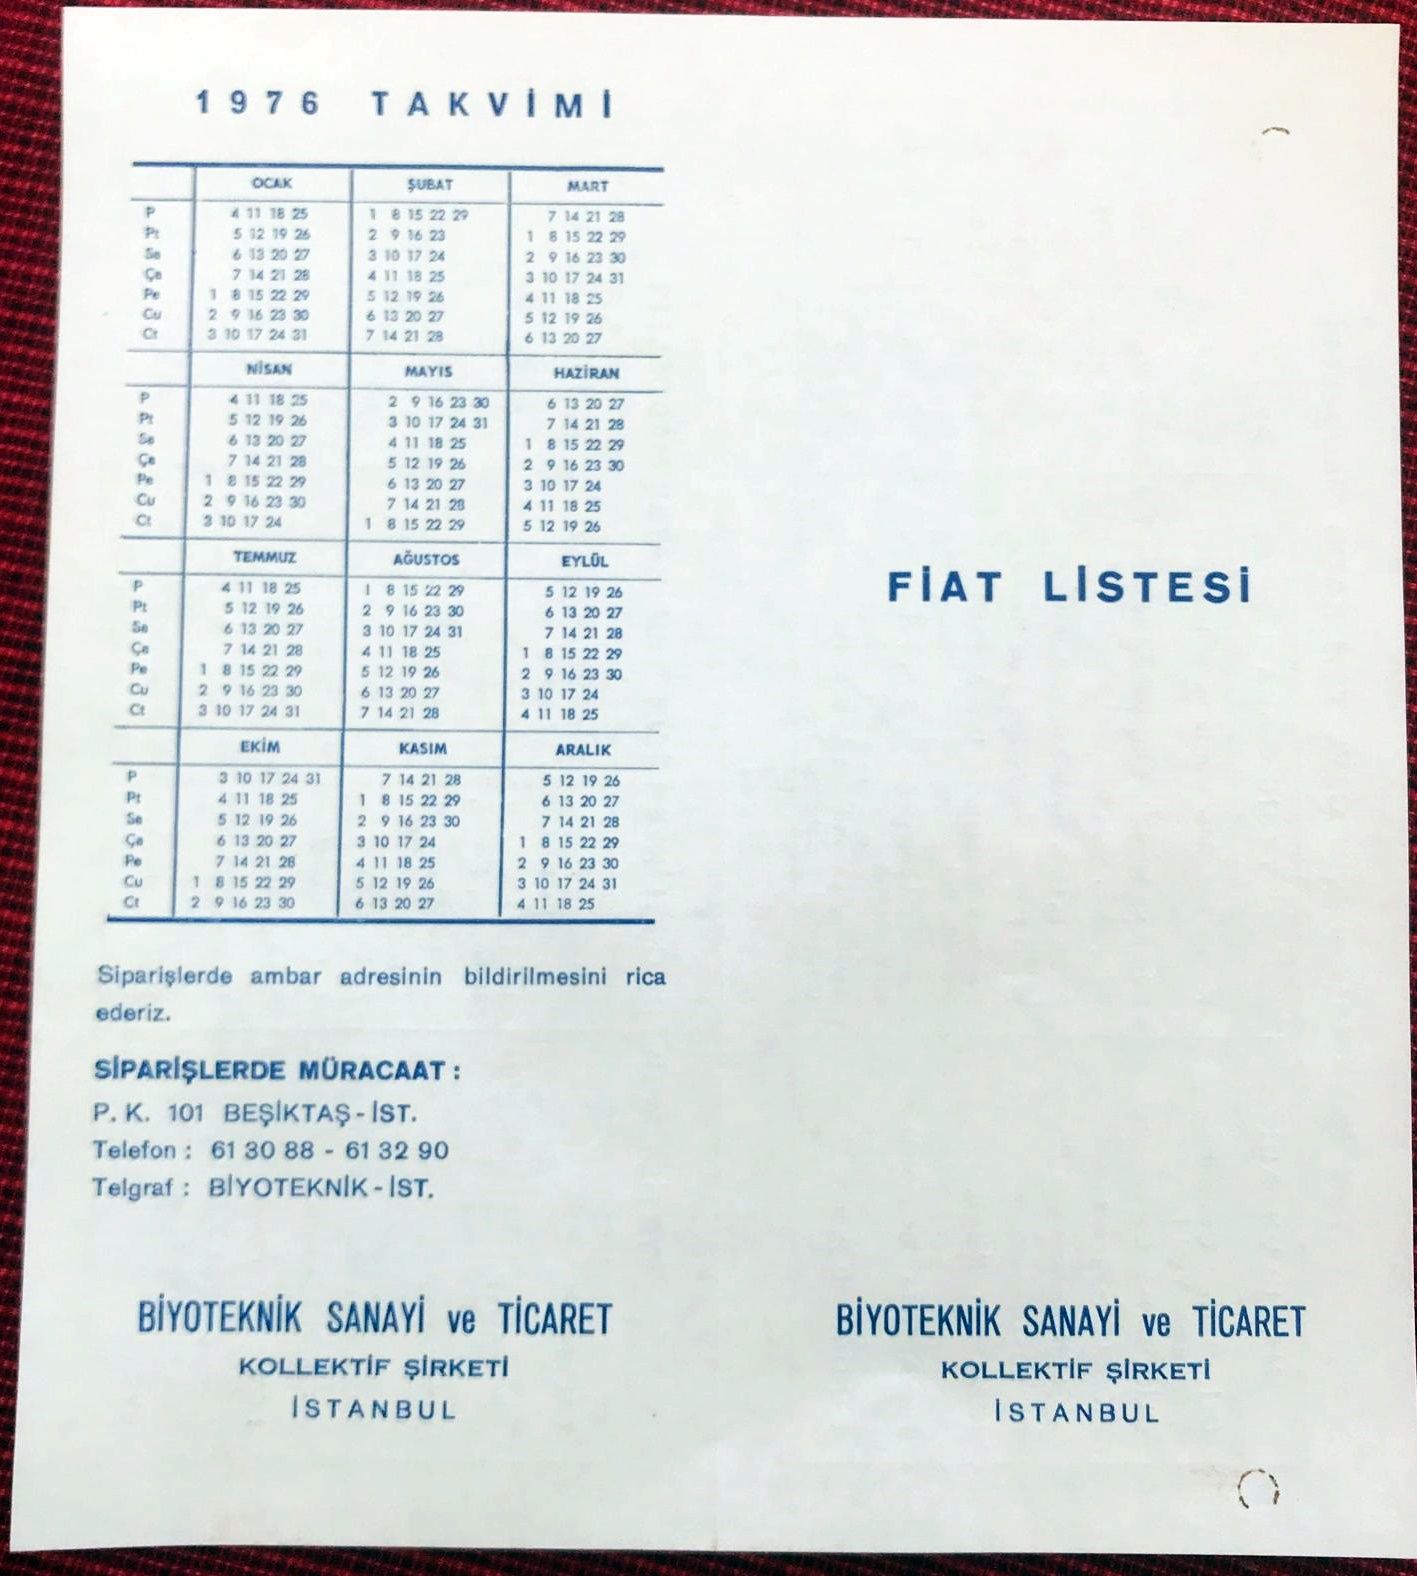 1976 TAKVİMİ
OCAK ŞUBAT MART
P 4 11 18 25 1 8 15 22 29 7 14 21 28
Pt 5 12 19 26 2 9 16 23 1 8 15 22 29
Sa 6 13 20 27 3 10 17 24 2 9 16 23 30
Ça 7 14 21 28 4 11 18 25 3 10 17 24 31
Pe 1 8 15 22 29 5 12 19 26 4 11 18 25
Cu 2 9 16 23 30 6 13 20 27 5 12 19 26
Ct 3 10 17 24 31 7 14 21 28 6 13 20 27
NİSAN MAYIS HAZİRAN
P 4 11 18 25 2 9 16 23 30 6 13 20 27
Pt 5 12 19 26 3 10 17 24 31 7 14 21 28
Sa 6 13 20 27 4 11 18 25 1 8 15 22 29
Ça 7 14 21 28 5 12 19 26 2 9 16 23 30
Pe 1 8 15 22 29 6 13 20 27 3 10 17 24
Cu 2 9 16 23 30 7 14 21 28 4 11 18 25
Ct 3 10 17 24 1 8 15 22 29 5 12 19 26
TEMMUZ AĞUSTOS EYLÜL
P 4 11 18 25 1 8 15 22 29 5 12 19 26
Pt 5 12 19 26 2 9 16 23 30 6 13 20 27
Sa 6 13 20 27 3 10 17 24 31 7 14 21 28
Ça 7 14 21 28 4 11 18 25 1 8 15 22 29
Pe 1 8 15 22 29 5 12 19 26 2 9 16 23 30
Cu 2 9 16 23 30 6 13 20 27 3 10 17 24
Ct 3 10 17 24 31 7 14 21 28 4 11 18 25
EKİM KASIM ARALIK
P 3 10 17 24 31 7 14 21 28 5 12 19 26
Pt 4 11 18 25 1 8 15 22 29 6 13 20 27
Se 5 12 19 26 2 9 16 23 30 7 14 21 28
Ça 6 13 20 27 3 10 17 24 1 8 15 22 29
Pe 7 14 21 28 4 11 18 25 2 9 16 23 30
Cu 1 8 15 22 29 5 12 19 26 3 10 17 24 31
Ct 2 9 16 23 30 6 13 20 27 4 11 18 25
Siparişlerde ambar adresinin bildirilmesini rica
ederiz.
SİPARİŞLERDE MÜRACAAT :
P. K. 101 BEŞİKTAŞ - İST.
Telefon : 61 30 88 - 61 32 90
Telgraf : BİYOTEKNİK - İST.
BİYOTEKNİK SANAYİ ve TİCARET
KOLLEKTİF ŞİRKETİ
İSTANBUL
FİAT LİSTESİ
BİYOTEKNİK SANAYİ ve TİCARET
KOLLEKTİF ŞİRKETİ
İSTANBUL